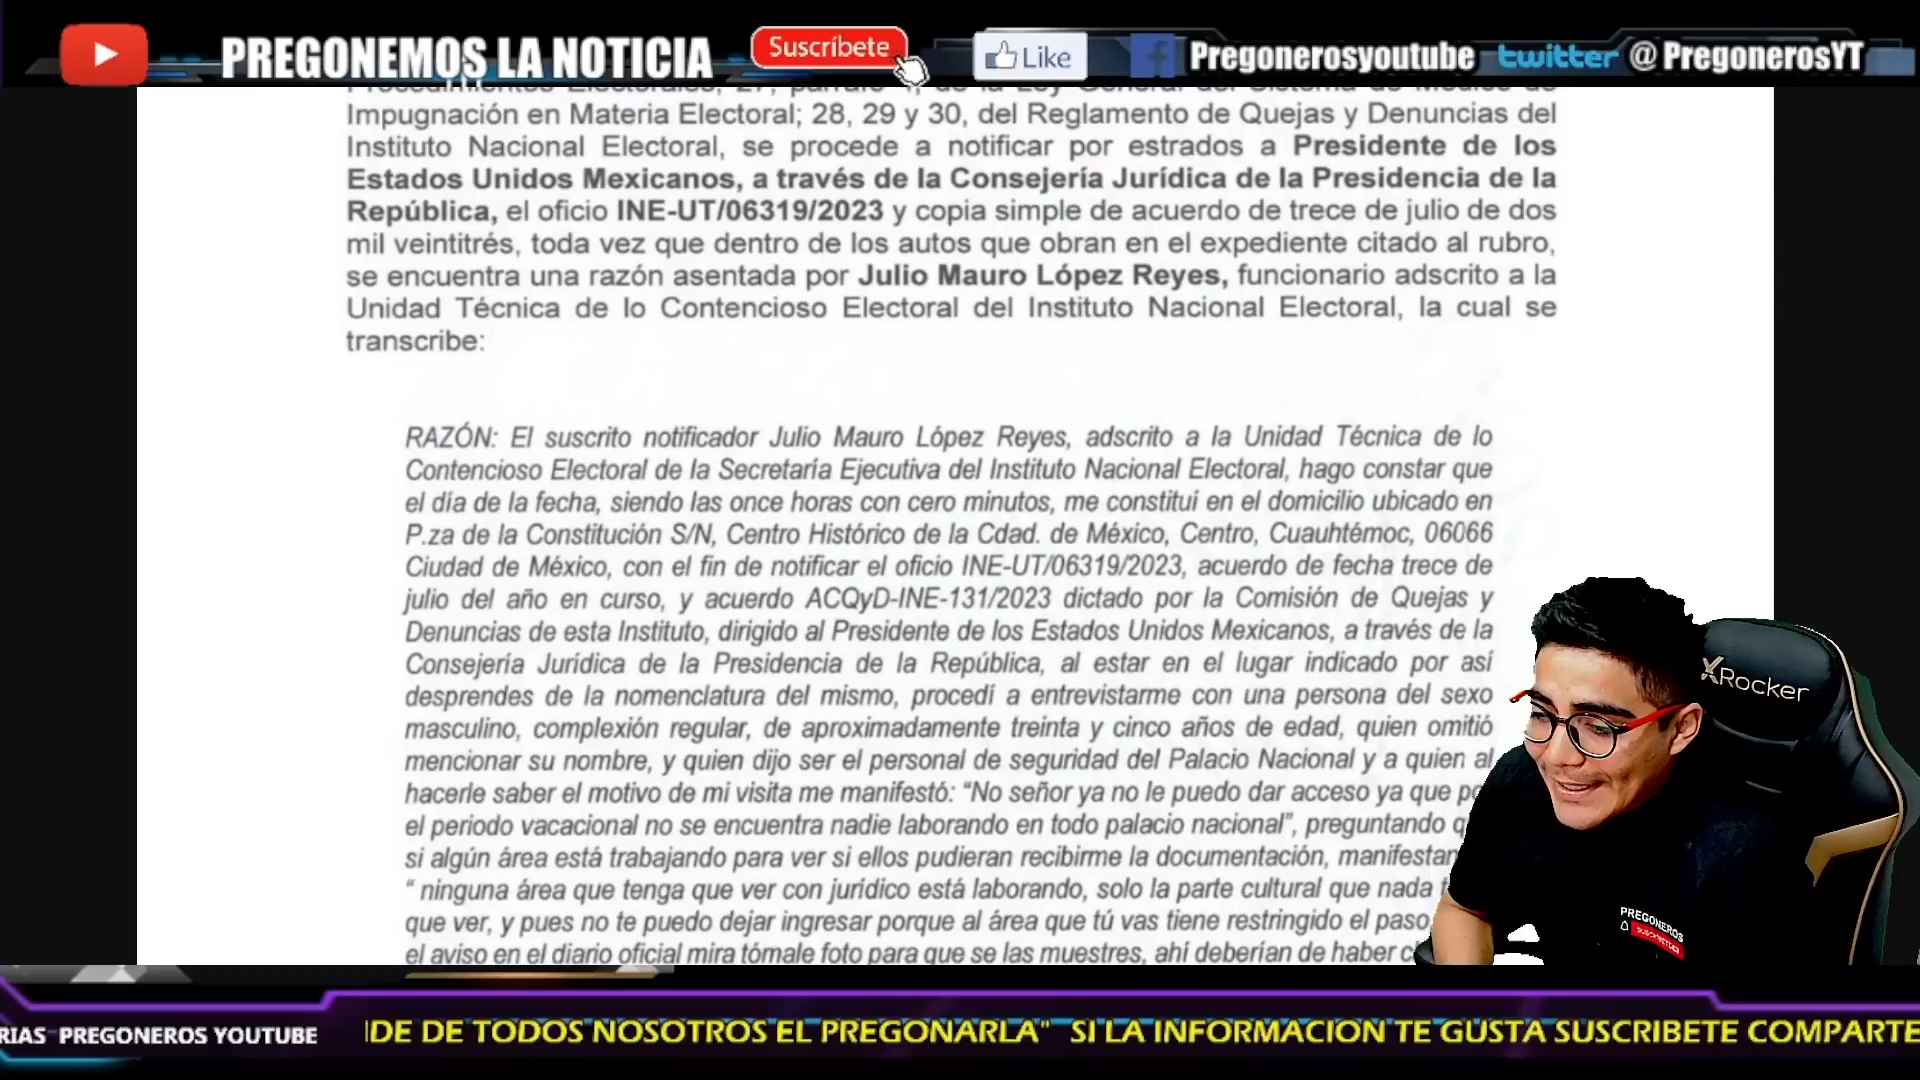 PREGONEMOS LA NOTICIA
Suscríbete
Like
Pregonerosyoutube
twitter @ PregonerosYT
Impugnación en Materia Electoral; 28, 29 y 30, del Reglamento de Quejas y Denuncias del
Instituto Nacional Electoral, se procede a notificar por estrados a Presidente de los
Estados Unidos Mexicanos, a través de la Consejería Jurídica de la Presidencia de la
República, el oficio INE-UT/06319/2023 y copia simple de acuerdo de trece de julio de dos
mil veintitrés, toda vez que dentro de los autos que obran en el expediente citado al rubro,
se encuentra una razón asentada por Julio Mauro López Reyes, funcionario adscrito a la
Unidad Técnica de lo Contencioso Electoral del Instituto Nacional Electoral, la cual se
transcribe:
RAZÓN: El suscrito notificador Julio Mauro López Reyes, adscrito a la Unidad Técnica de lo
Contencioso Electoral de la Secretaría Ejecutiva del Instituto Nacional Electoral, hago constar que
el día de la fecha, siendo las once horas con cero minutos, me constituí en el domicilio ubicado en
P.za de la Constitución S/N, Centro Histórico de la Cdad. de México, Centro, Cuauhtémoc, 06066
Ciudad de México, con el fin de notificar el oficio INE-UT/06319/2023, acuerdo de fecha trece de
julio del año en curso, y acuerdo ACQyD-INE-131/2023 dictado por la Comisión de Quejas y
Denuncias de esta Instituto, dirigido al Presidente de los Estados Unidos Mexicanos, a través de la
Consejería Jurídica de la Presidencia de la República, al estar en el lugar indicado por así
desprendes de la nomenclatura del mismo, procedí a entrevistarme con una persona del sexo
masculino, complexión regular, de aproximadamente treinta y cinco años de edad, quien omitió
mencionar su nombre, y quien dijo ser el personal de seguridad del Palacio Nacional y a quien al
hacerle saber el motivo de mi visita me manifestó: “No señor ya no le puedo dar acceso ya que
el periodo vacacional no se encuentra nadie laborando en todo palacio nacional”, preguntando
si algún área está trabajando para ver si ellos pudieran recibirme la documentación,
“ ninguna área que tenga que ver con jurídico está laborando, solo la parte cultural que nada
que ver, y pues no te puedo dejar ingresar porque al área que tú vas tiene restringido el paso
el aviso en el diario oficial mira tómale foto para que se las muestres, ahí deberían de haber
XRocker
PREGONEROS
RIAS PREGONEROS YOUTUBE
IDE DE TODOS NOSOTROS EL PREGONARLA" SI LA INFORMACION TE GUSTA SUSCRIBETE COMPARTE